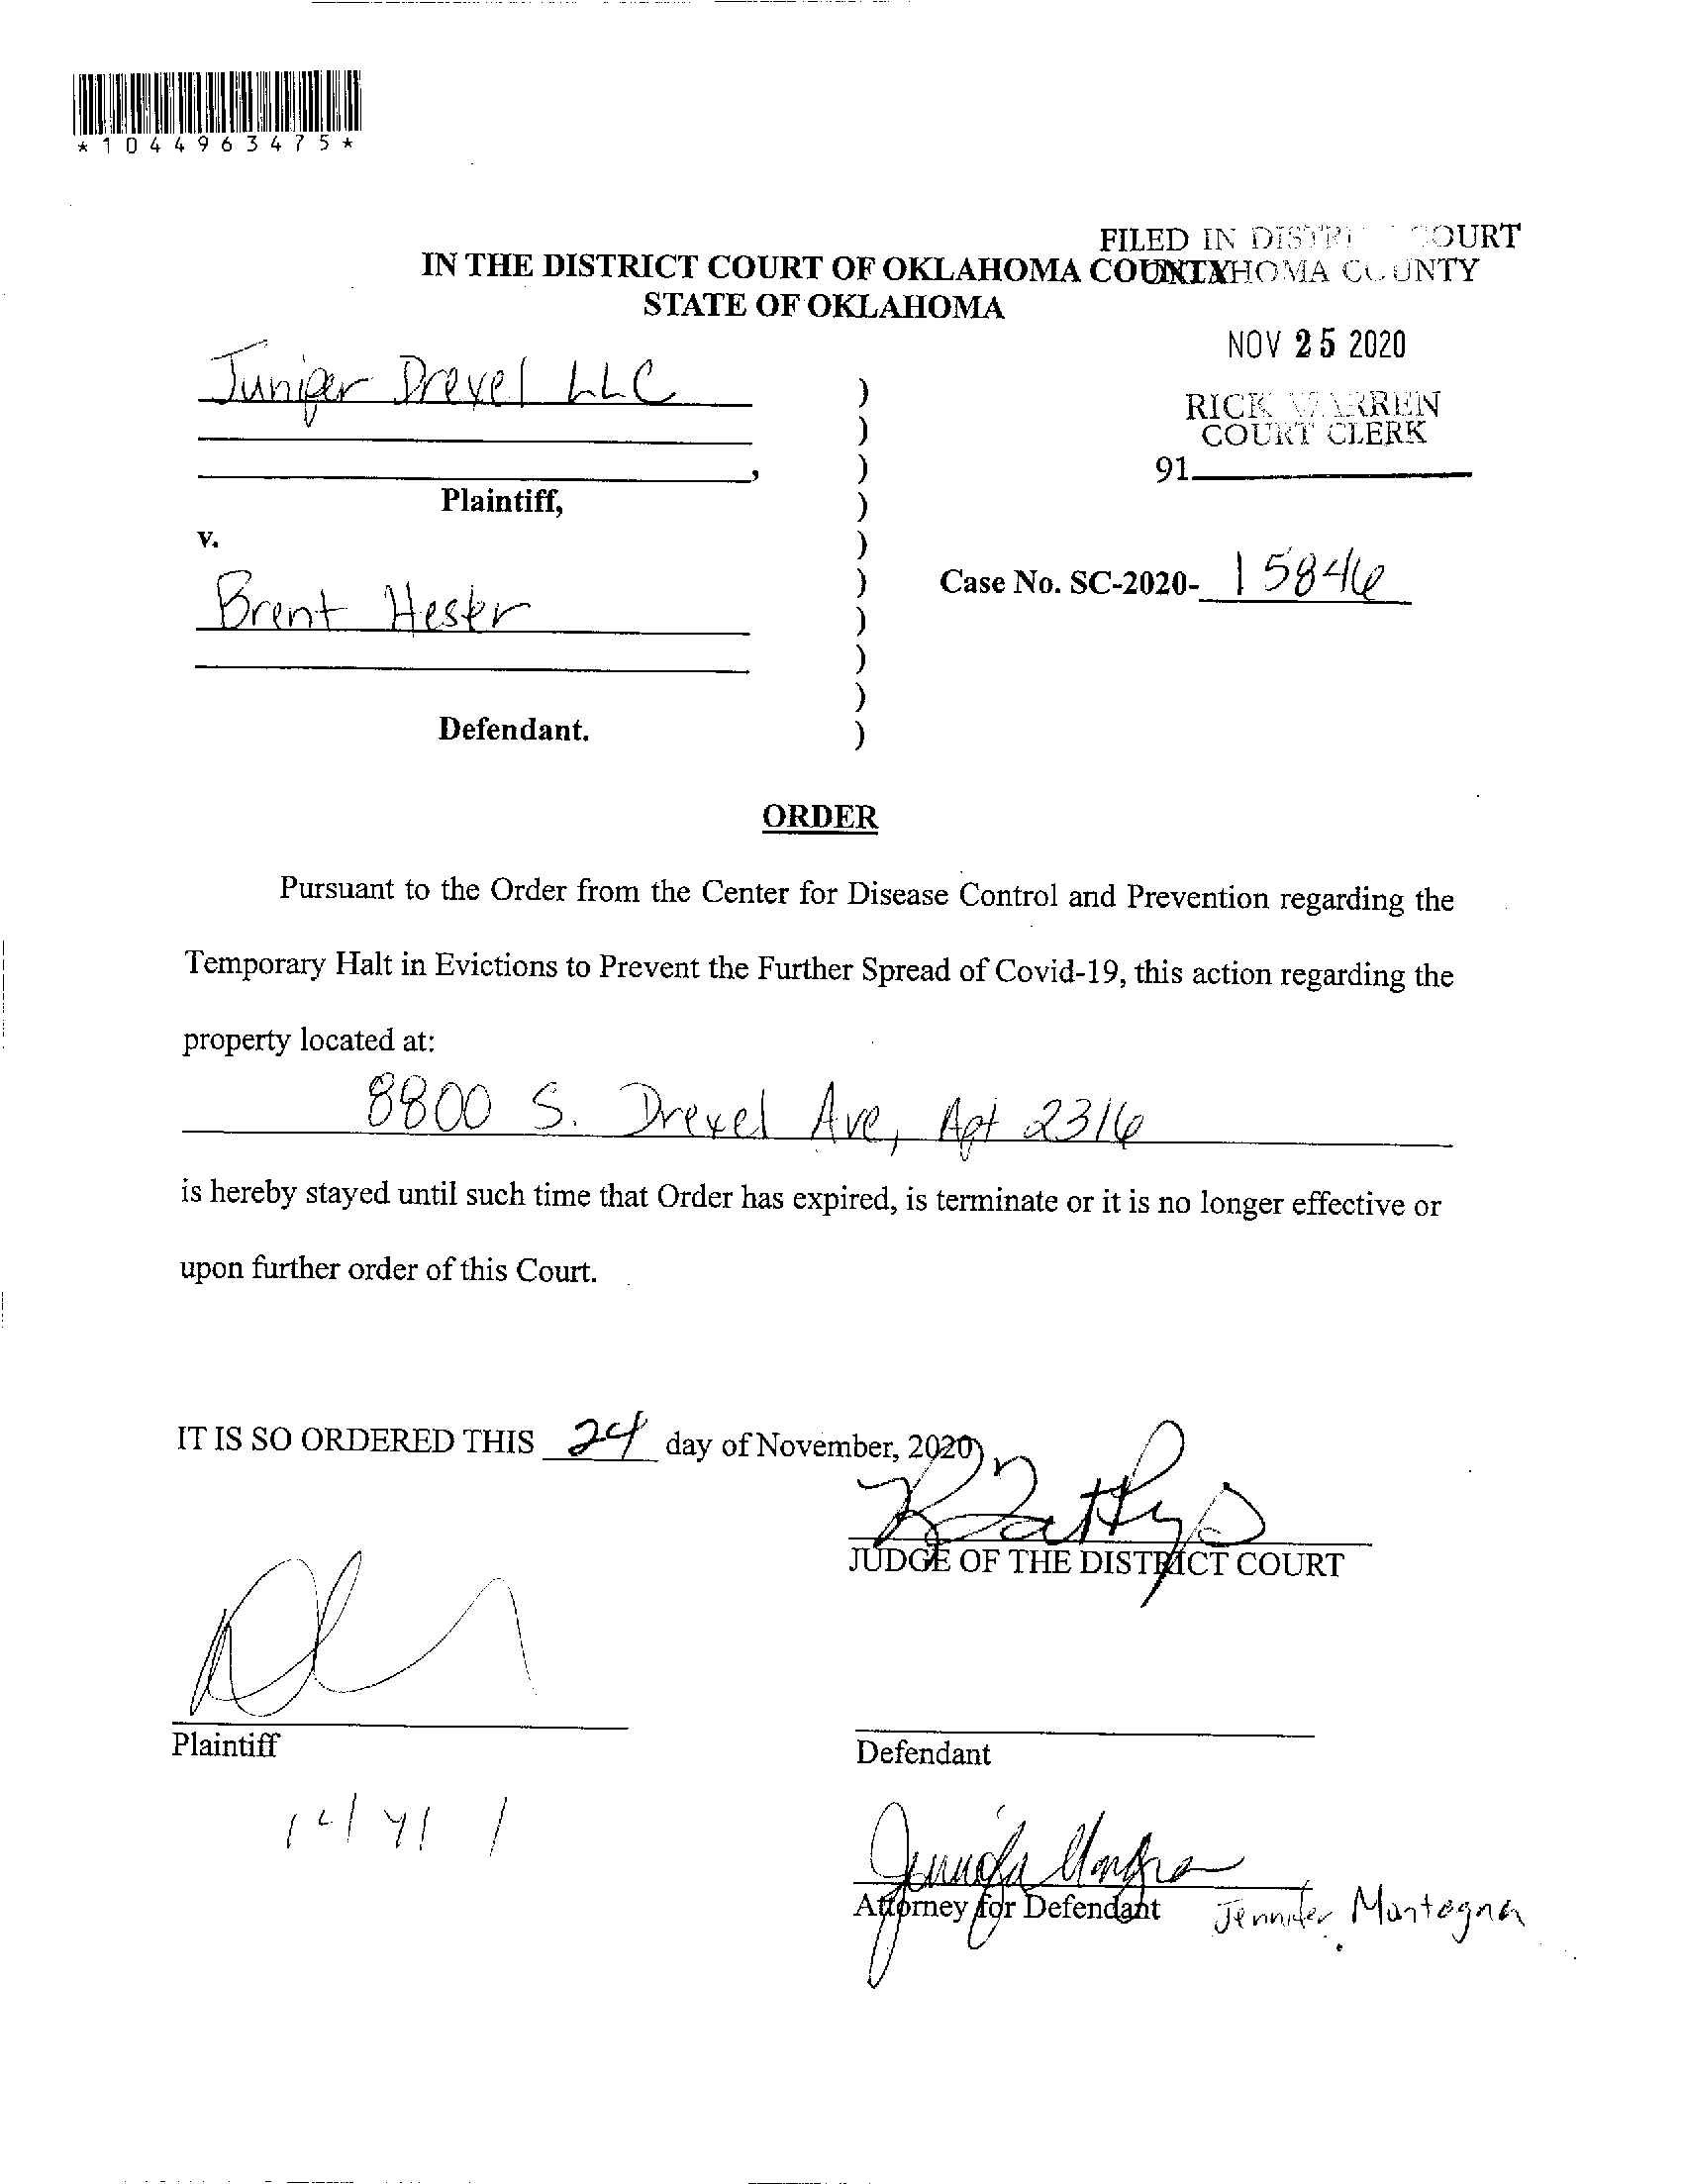 *1044963475*
FILED IN DISTRI COURT
IN THE DISTRICT COURT OF OKLAHOMA COUNTY HOMA COUNTY
STATE OF OKLAHOMA
NOV 25 2020
Juniper Drexel LLC )
RICK WARREN
COURT CLERK
)
, )
91
Plaintiff, )
v. )
Brent Hester )
Case No. SC-2020- 15846
)
)
)
Defendant. )
ORDER
Pursuant to the Order from the Center for Disease Control and Prevention regarding the
Temporary Halt in Evictions to Prevent the Further Spread of Covid-19, this action regarding the
property located at:
8800 S. Drexel Ave, Apt 2316
is hereby stayed until such time that Order has expired, is terminate or it is no longer effective or
upon further order of this Court.
IT IS SO ORDERED THIS 24 day of November, 2020
JUDGE OF THE DISTRICT COURT
Plaintiff
Defendant
Attorney for Defendant Jennifer Montagna